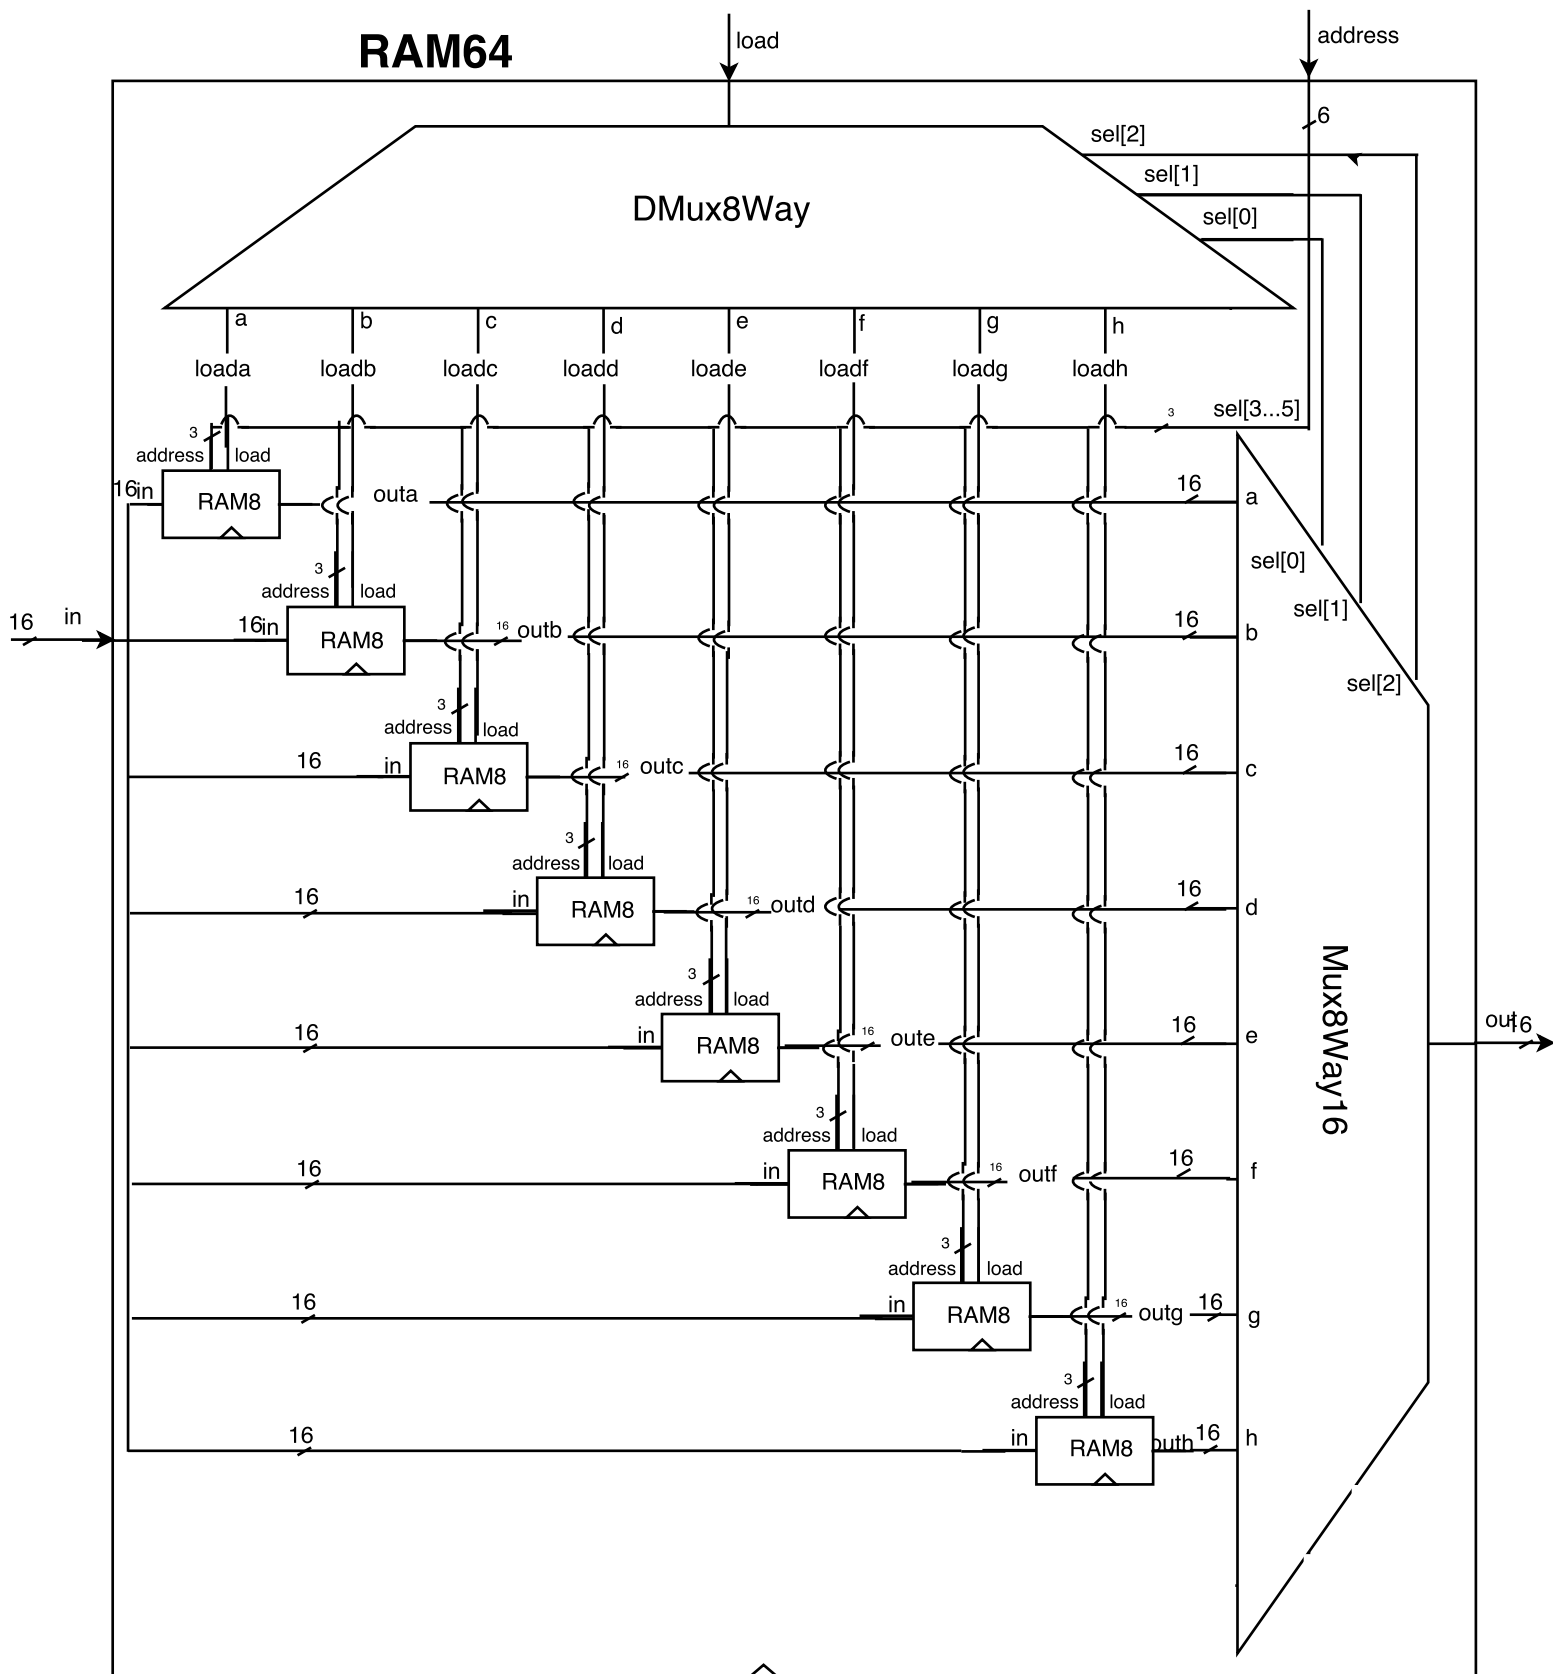 RAM64
load
address
6
sel[2]
sel[1]
sel[0]
DMux8Way
a b c d e f g h
loada loadb loadc loadd loade loadf loadg loadh
3 sel[3...5]
3
address load
16 in RAM8 outa 16 a
sel[0]
3
address load
sel[1]
16 in 16 in RAM8 16 outb 16 b
sel[2]
3
address load
16 in RAM8 16 outc 16 c
3
address load
16 in RAM8 16 outd 16 d
Mux8Way16
3
address load
16 in RAM8 16 oute 16 e
out 16
3
address load
16 in RAM8 16 outf 16 f
3
address load
16 in RAM8 16 outg 16 g
3
address load
16 in RAM8 outh 16 h